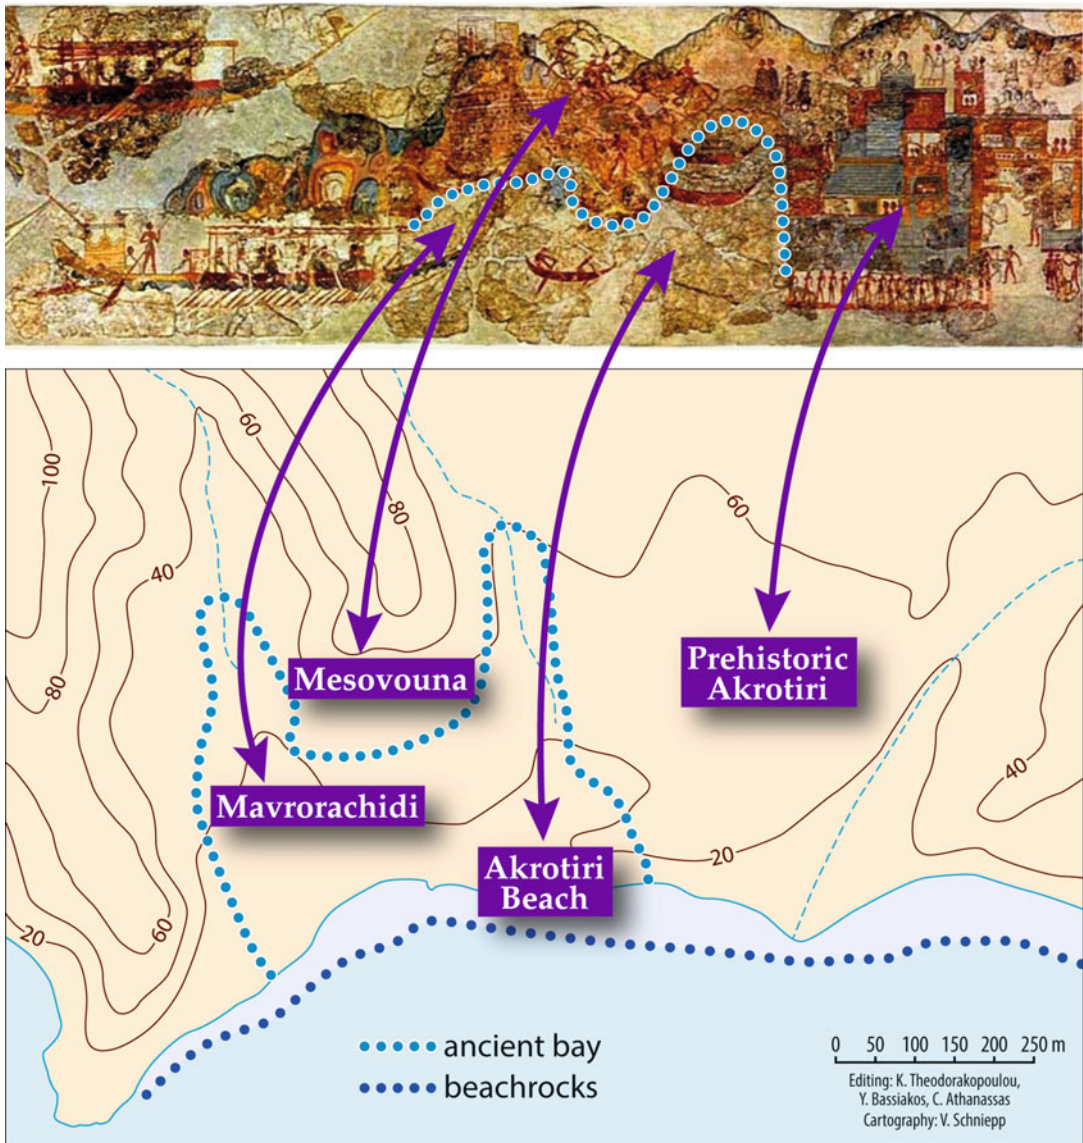 60
100
80
60
40
Mesovouna
Prehistoric
Akrotiri
80
Mavrorachidi
40
Akrotiri
Beach
20
20
60
ancient bay
beachrocks
0 50 100 150 200 250 m
Editing: K. Theodorakopoulou,
Y. Bassiakos, C. Athanassas
Cartography: V. Schniepp